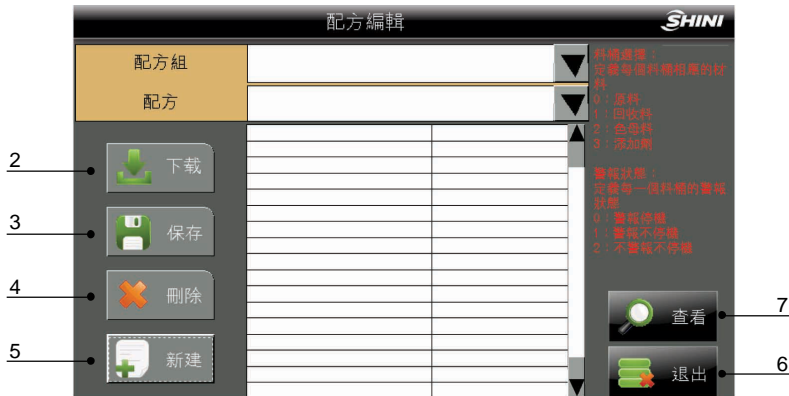 配方編輯
SHINI
配方組
配方
料桶選擇：
定義每個料桶相應的材
料
0：原料
1：回收料
2：色母料
3：添加劑
警報狀態：
定義每一個料桶的警報
狀態
0：警報停機
1：警報不停機
2：不警報不停機
2
下載
3
保存
4
刪除
5
新建
查看
7
退出
6